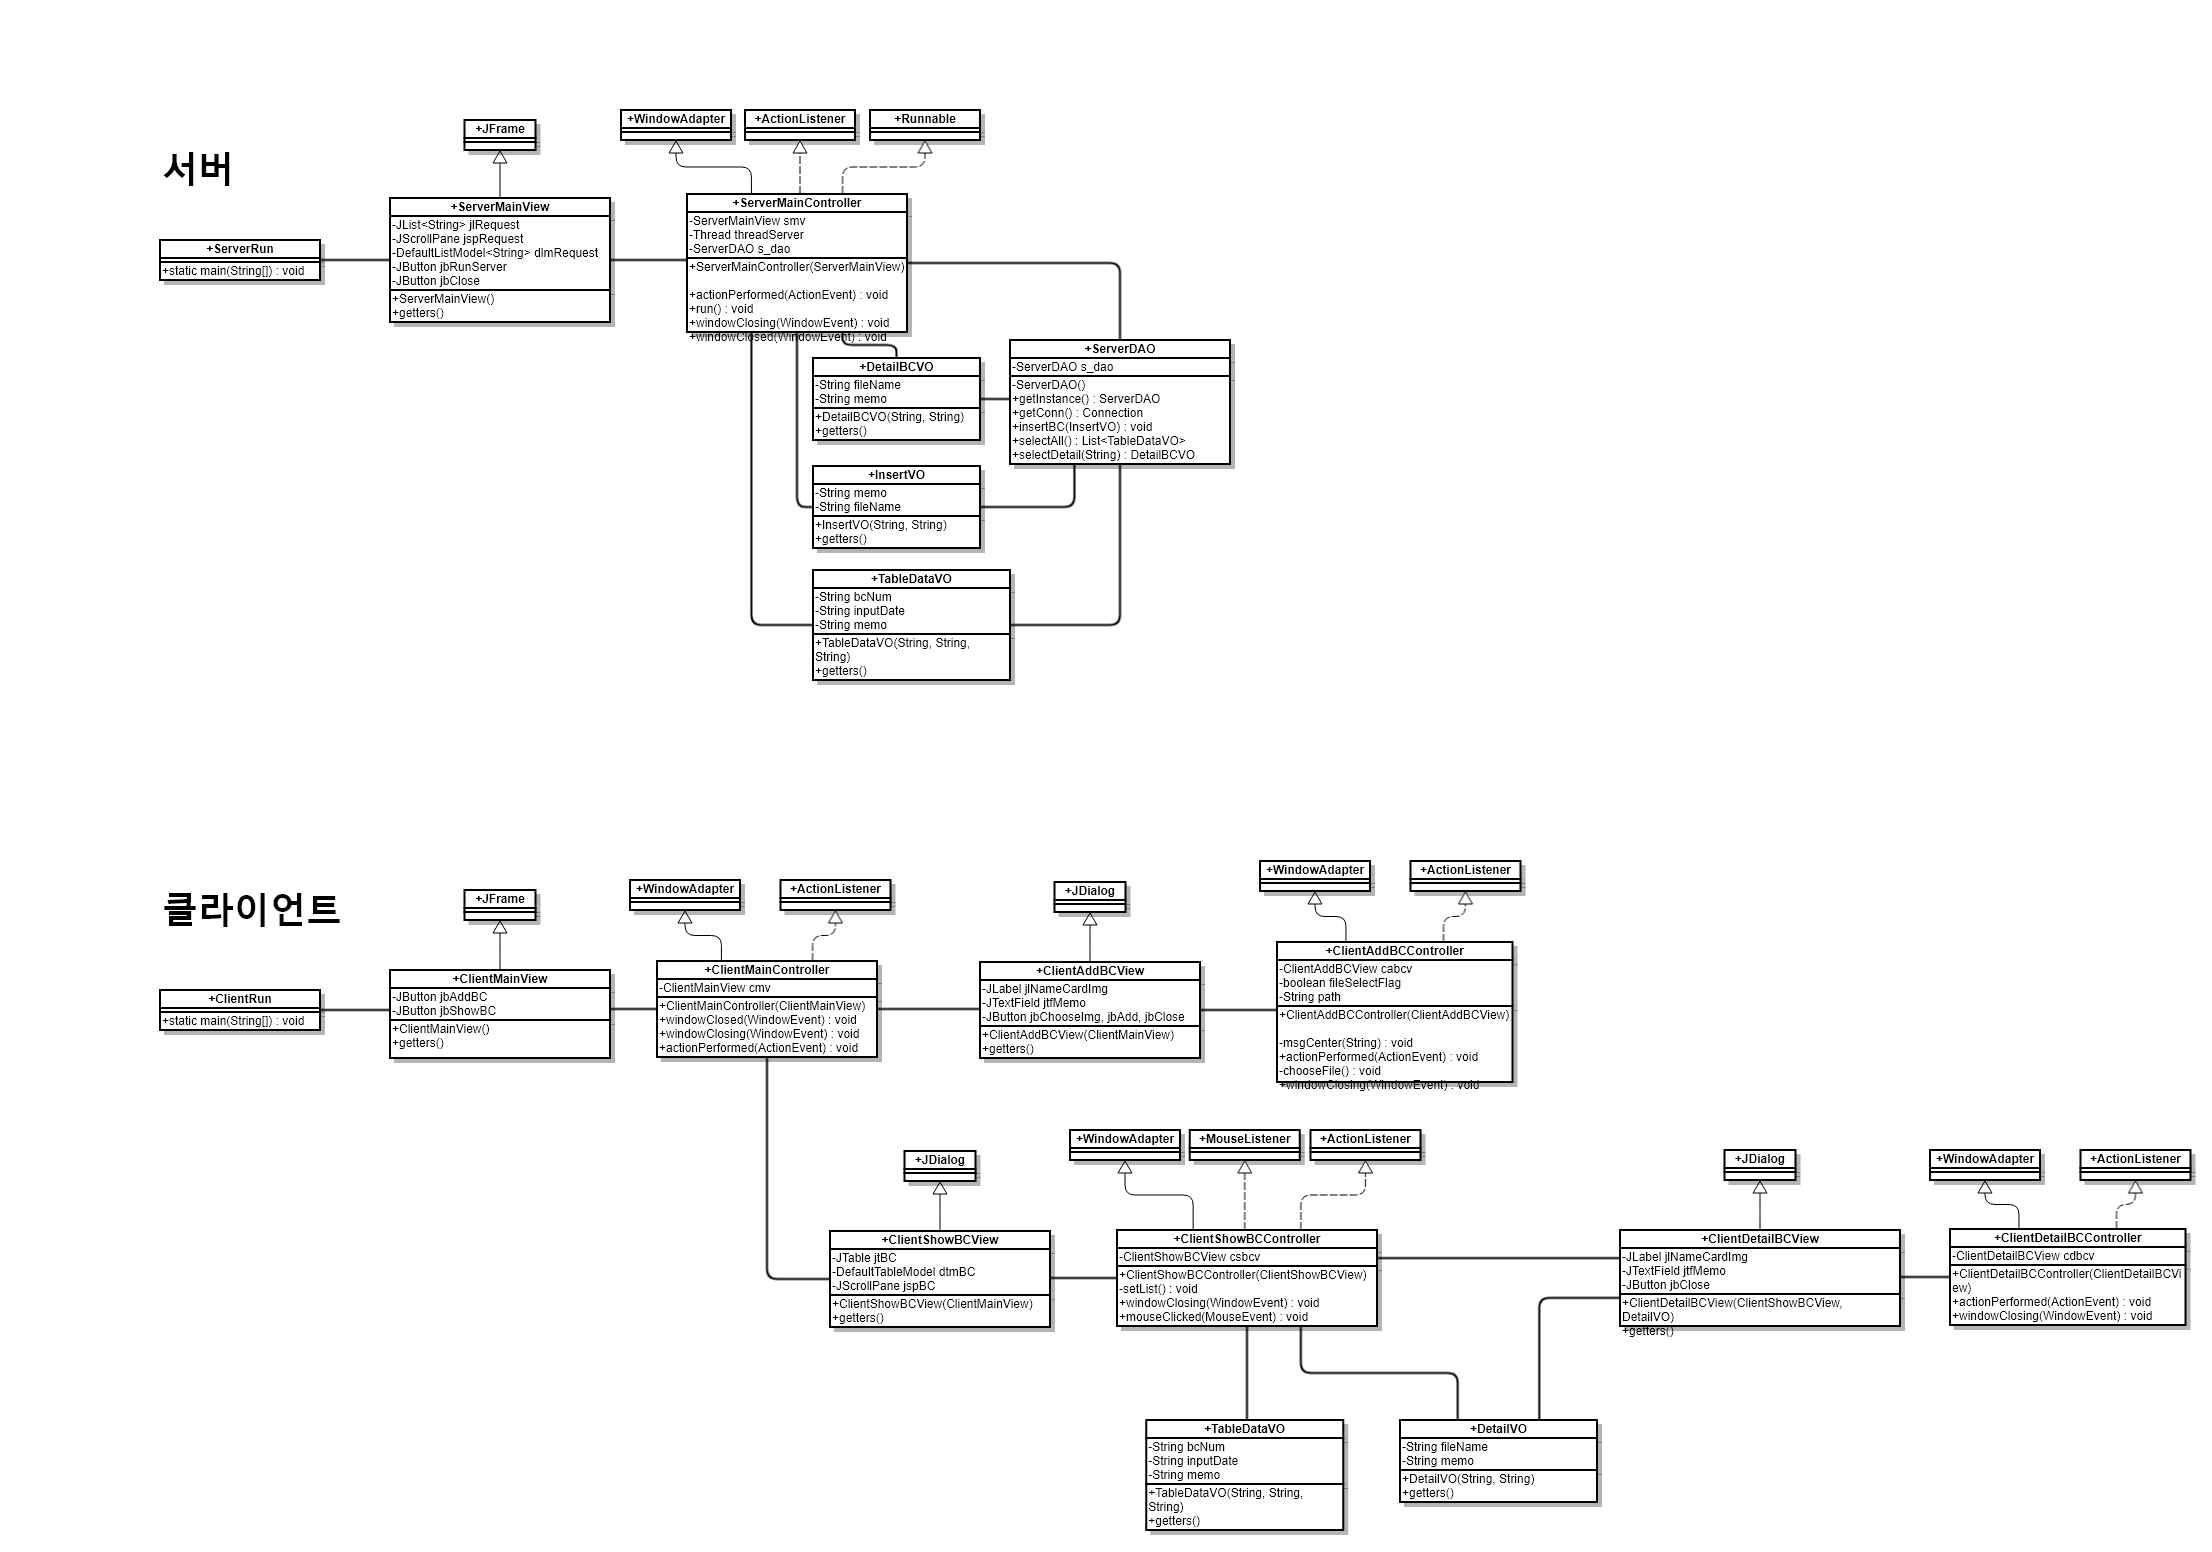 서버
+JFrame
+WindowAdapter
+ActionListener
+Runnable
+ServerRun
+static main(String[]) : void
+ServerMainView
-JList<String> jlRequest
-JScrollPane jspRequest
-DefaultListModel<String> dlmRequest
-JButton jbRunServer
-JButton jbClose
+ServerMainView()
+getters()
+ServerMainController
-ServerMainView smv
-Thread threadServer
-ServerDAO s_dao
+ServerMainController(ServerMainView)
+actionPerformed(ActionEvent) : void
+run() : void
+windowClosing(WindowEvent) : void
+windowClosed(WindowEvent) : void
+DetailBCVO
-String fileName
-String memo
+DetailBCVO(String, String)
+getters()
+ServerDAO
-ServerDAO s_dao
-ServerDAO()
+getInstance() : ServerDAO
+getConn() : Connection
+insertBC(InsertVO) : void
+selectAll() : List<TableDataVO>
+selectDetail(String) : DetailBCVO
+InsertVO
-String memo
-String fileName
+InsertVO(String, String)
+getters()
+TableDataVO
-String bcNum
-String inputDate
-String memo
+TableDataVO(String, String,
String)
+getters()
클라이언트
+JFrame
+WindowAdapter
+ActionListener
+JDialog
+WindowAdapter
+ActionListener
+ClientRun
+static main(String[]) : void
+ClientMainView
-JButton jbAddBC
-JButton jbShowBC
+ClientMainView()
+getters()
+ClientMainController
-ClientMainView cmv
+ClientMainController(ClientMainView)
+windowClosed(WindowEvent) : void
+windowClosing(WindowEvent) : void
+actionPerformed(ActionEvent) : void
+ClientAddBCView
-JLabel jlNameCardImg
-JTextField jtfMemo
-JButton jbChooseImg, jbAdd, jbClose
+ClientAddBCView(ClientMainView)
+getters()
+ClientAddBCController
-ClientAddBCView cabcv
-boolean fileSelectFlag
-String path
+ClientAddBCController(ClientAddBCView)
-msgCenter(String) : void
+actionPerformed(ActionEvent) : void
-chooseFile() : void
+windowClosing(WindowEvent) : void
+JDialog
+WindowAdapter
+MouseListener
+ActionListener
+JDialog
+WindowAdapter
+ActionListener
+ClientShowBCView
-JTable jtBC
-DefaultTableModel dtmBC
-JScrollPane jspBC
+ClientShowBCView(ClientMainView)
+getters()
+ClientShowBCController
-ClientShowBCView csbcv
+ClientShowBCController(ClientShowBCView)
-setList() : void
+windowClosing(WindowEvent) : void
+mouseClicked(MouseEvent) : void
+ClientDetailBCView
-JLabel jlNameCardImg
-JTextField jtfMemo
-JButton jbClose
+ClientDetailBCView(ClientShowBCView,
DetailVO)
+getters()
+ClientDetailBCController
-ClientDetailBCView cdbcv
+ClientDetailBCController(ClientDetailBCVi
ew)
+actionPerformed(ActionEvent) : void
+windowClosing(WindowEvent) : void
+TableDataVO
-String bcNum
-String inputDate
-String memo
+TableDataVO(String, String,
String)
+getters()
+DetailVO
-String fileName
-String memo
+DetailVO(String, String)
+getters()